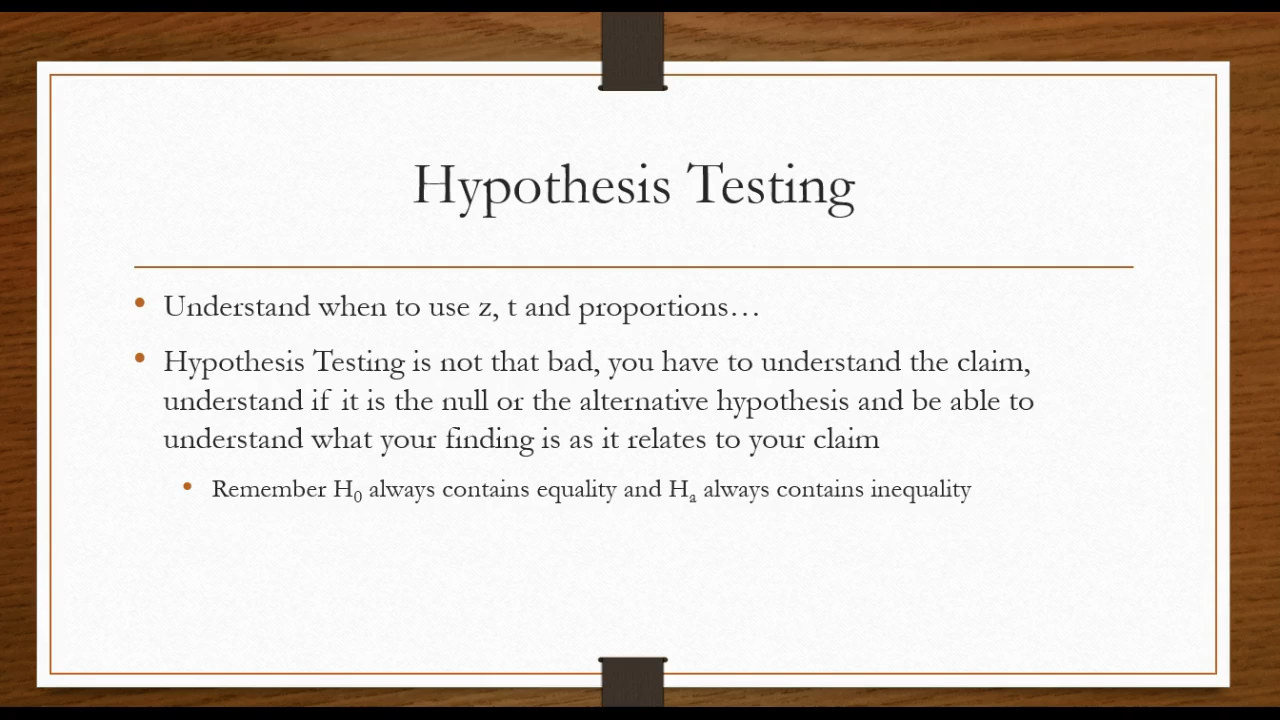 Hypothesis Testing
• Understand when to use z, t and proportions…
• Hypothesis Testing is not that bad, you have to understand the claim,
understand if it is the null or the alternative hypothesis and be able to
understand what your finding is as it relates to your claim
• Remember H₀ always contains equality and Hₐ always contains inequality